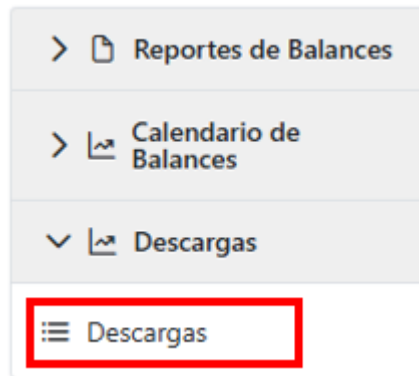 Reportes de Balances
Calendario de
Balances
Descargas
Descargas